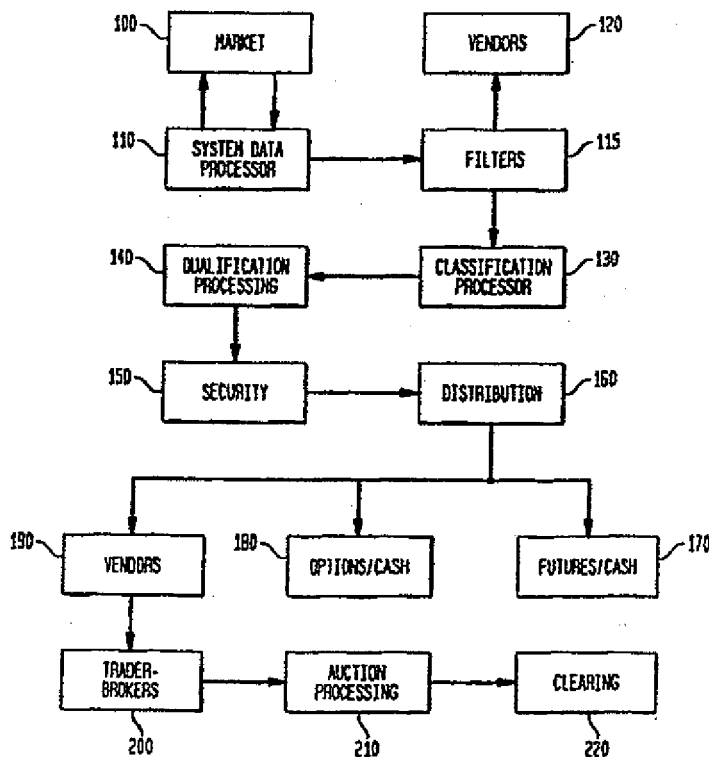 100
MARKET
VENDORS
120
110
SYSTEM DATA
PROCESSOR
FILTERS
115
140
QUALIFICATION
PROCESSING
CLASSIFICATION
PROCESSOR
130
150
SECURITY
DISTRIBUTION
160
190
VENDORS
180
OPTIONS/CASH
FUTURES/CASH
170
TRADER-
BROKERS
AUCTION
PROCESSING
CLEARING
200
210
220